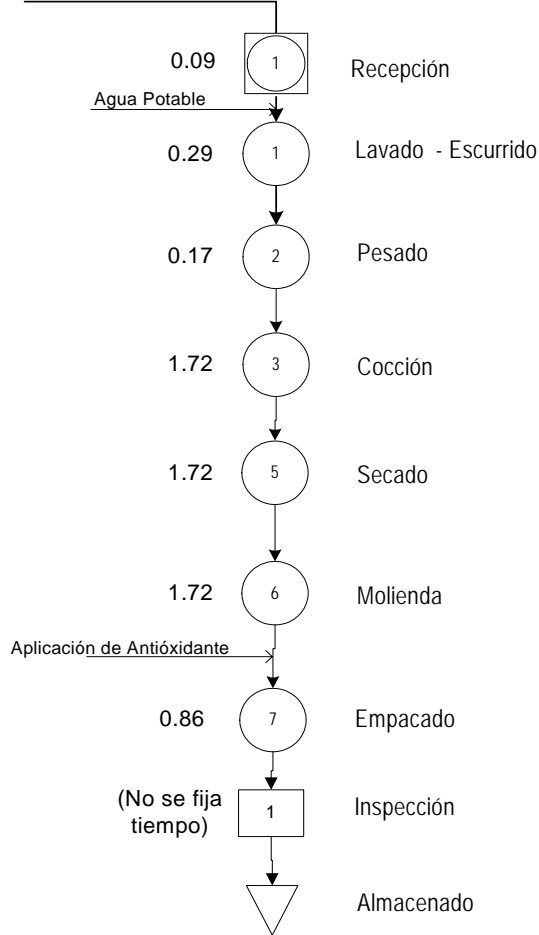 0.09 1 Recepción
Agua Potable
0.29 1 Lavado - Escurrido
0.17 2 Pesado
1.72 3 Cocción
1.72 5 Secado
1.72 6 Molienda
Aplicación de Antióxidante
0.86 7 Empacado
(No se fija
tiempo) 1 Inspección
Almacenado